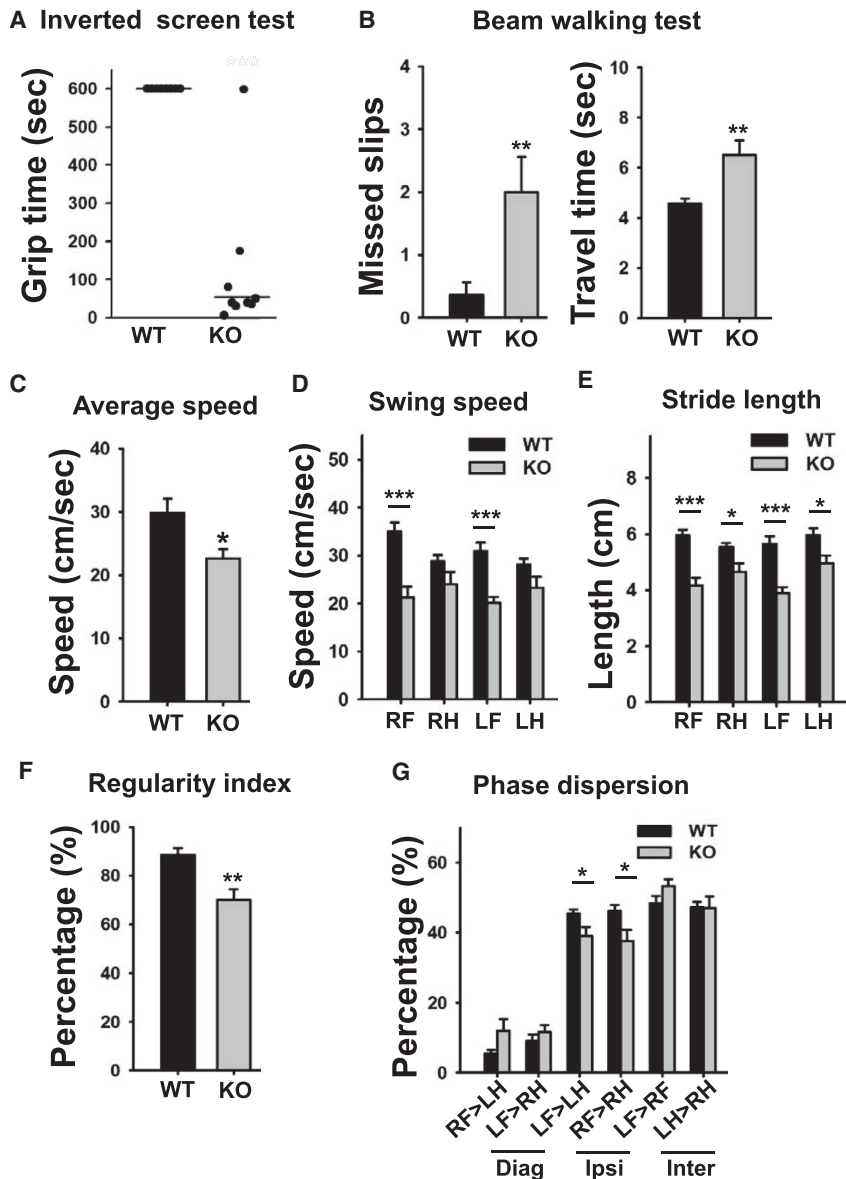 A Inverted screen test
Grip time (sec)
600
500
400
300
200
100
0
WT KO
***
B Beam walking test
Missed slips
4
3
2
1
0
**
WT KO
Travel time (sec)
10
8
6
4
2
0
**
WT KO
C Average speed
Speed (cm/sec)
40
30
20
10
0
*
WT KO
D Swing speed
Speed (cm/sec)
50
40
30
20
10
0
WT
KO
*** ***
RF RH LF LH
E Stride length
Length (cm)
8
6
4
2
0
WT
KO
*** * *** *
RF RH LF LH
F Regularity index
Percentage (%)
100
80
60
40
20
0
**
WT KO
G Phase dispersion
Percentage (%)
60
40
20
0
WT
KO
* *
RF>LH LF>RH LF>LH RF>RH LF>RF LH>RH
Diag Ipsi Inter